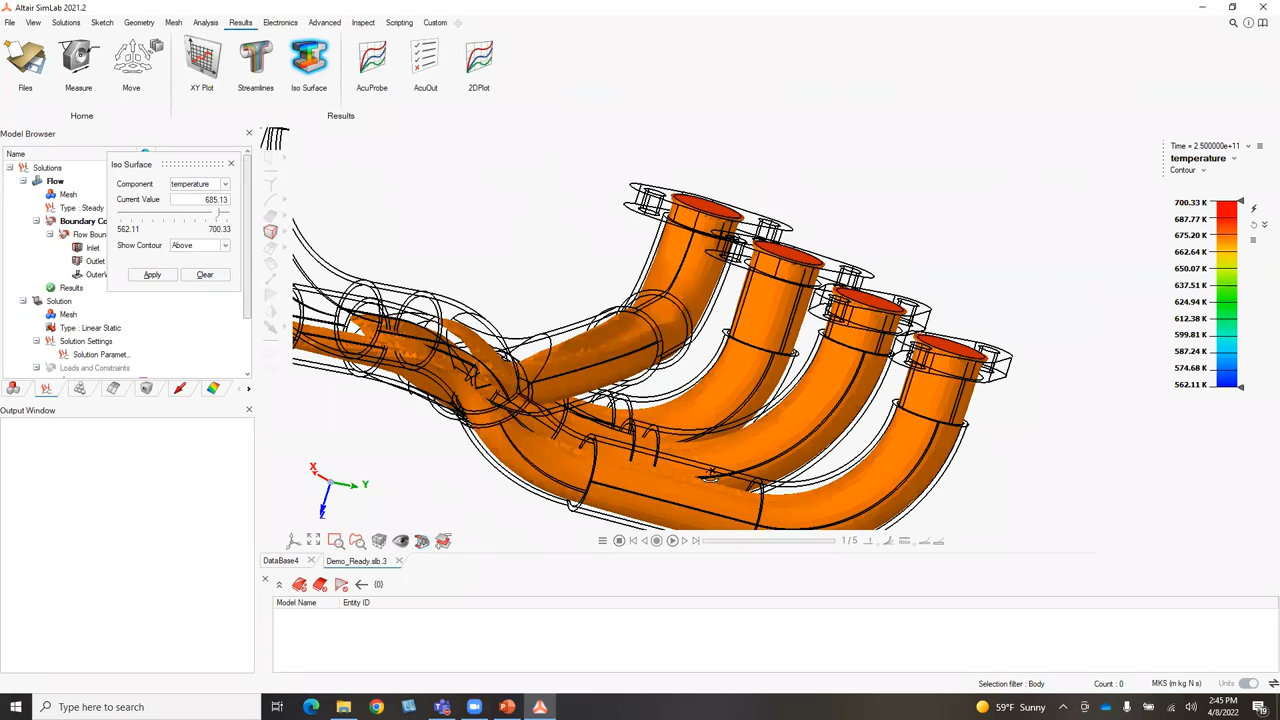 Altair SimLab 2021.2
File View Solutions Sketch Geometry Mesh Analysis Results Electronics Advanced Inspect Scripting Custom
Files Measure Move XY Plot Streamlines Iso Surface AcuProbe AcuOut 2DPlot
Home Results
Model Browser
Name
Solutions
Flow
Mesh
Type : Steady
Boundary Co
Flow Boun
Inlet
Outlet
OuterW
Results
Solution
Mesh
Type : Linear Static
Solution Settings
Solution Paramet...
Loads and Constraints
Iso Surface
Component temperature
Current Value 685.13
562.11 700.33
Show Contour Above
Apply Clear
Output Window
Time = 2.500000e+11
temperature
Contour
700.33 K
687.77 K
675.20 K
662.64 K
650.07 K
637.51 K
624.94 K
612.38 K
599.81 K
587.24 K
574.68 K
562.11 K
X
Y
Z
1 / 5
None
DataBase4 Demo_Ready.slb.3
{0}
Model Name Entity ID
Selection filter : Body Count : 0 MKS (m kg N s) Units
Type here to search
59°F Sunny
2:45 PM
4/8/2022
19